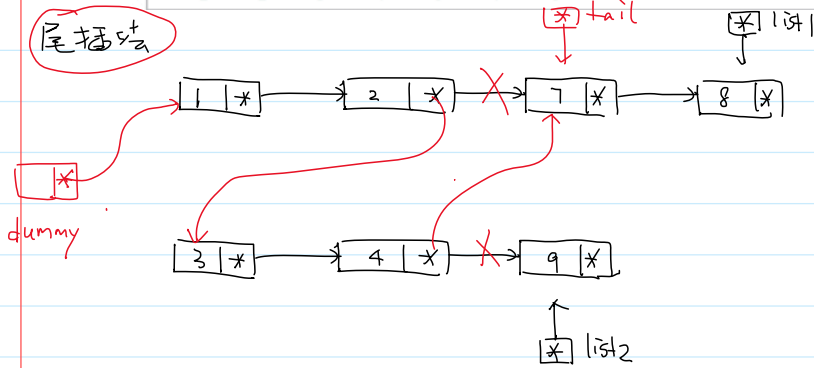 尾插法
* tail
* list1
1 * 2 * 7 * 8 *
*
dummy
3 * 4 * 9 *
* list2